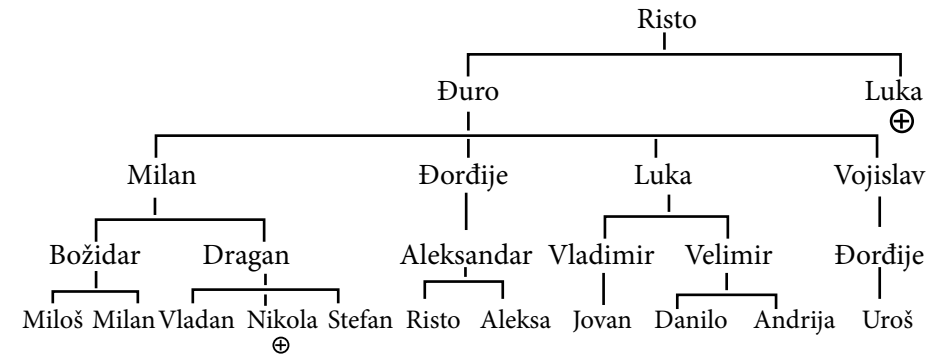 Risto
Đuro Luka
⊕
Milan Đorđije Luka Vojislav
Božidar Dragan Aleksandar Vladimir Velimir Đorđije
Miloš Milan Vladan Nikola Stefan Risto Aleksa Jovan Danilo Andrija Uroš
⊕